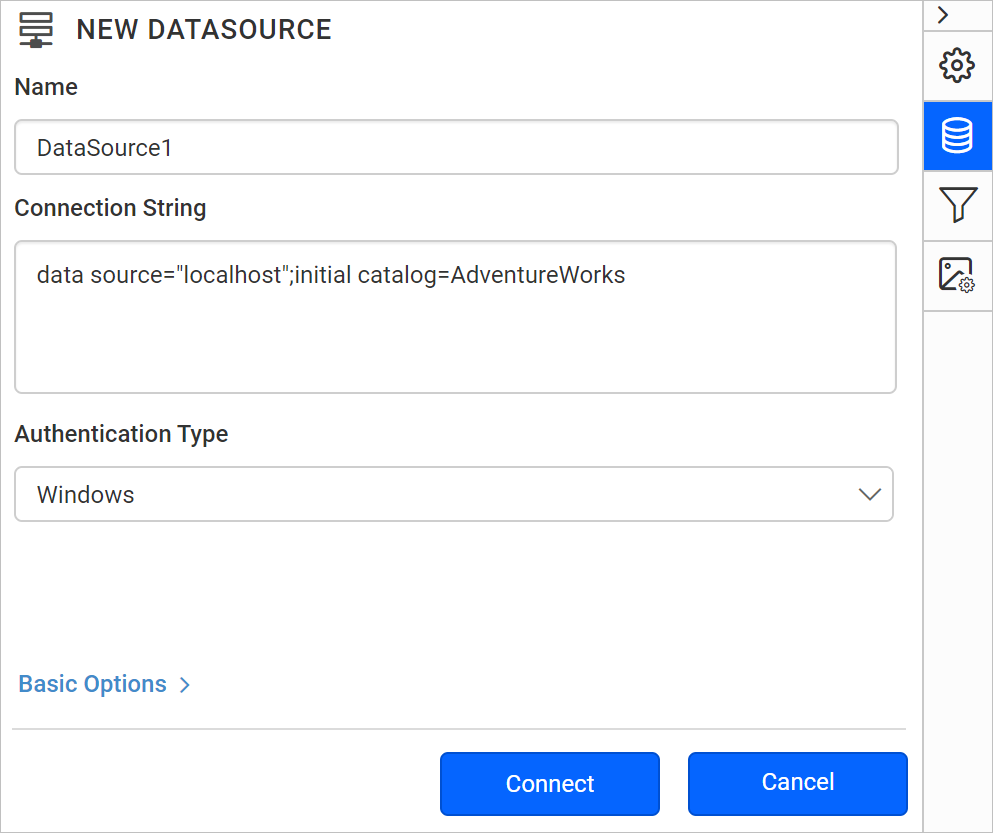 NEW DATASOURCE
Name
DataSource1
Connection String
data source="localhost";initial catalog=AdventureWorks
Authentication Type
Windows
Basic Options
Connect
Cancel